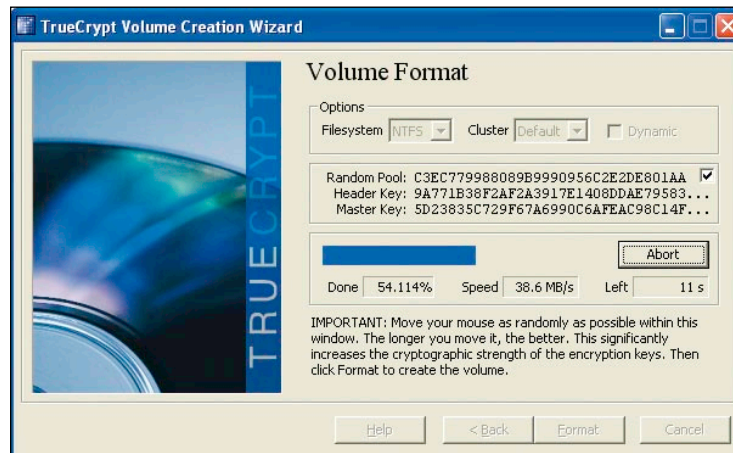 TrueCrypt Volume Creation Wizard
TRUECRYPT
Volume Format
Options
Filesystem NTFS Cluster Default Dynamic
Random Pool: C3EC779988089B9990956C2E2DE801AA
Header Key: 9A771B38F2AF2A3917E1408DDAE79583...
Master Key: 5D23835C729F67A6990C6AFEAC98C14F...
Abort
Done 54.114% Speed 38.6 MB/s Left 11 s
IMPORTANT: Move your mouse as randomly as possible within this
window. The longer you move it, the better. This significantly
increases the cryptographic strength of the encryption keys. Then
click Format to create the volume.
Help < Back Format Cancel